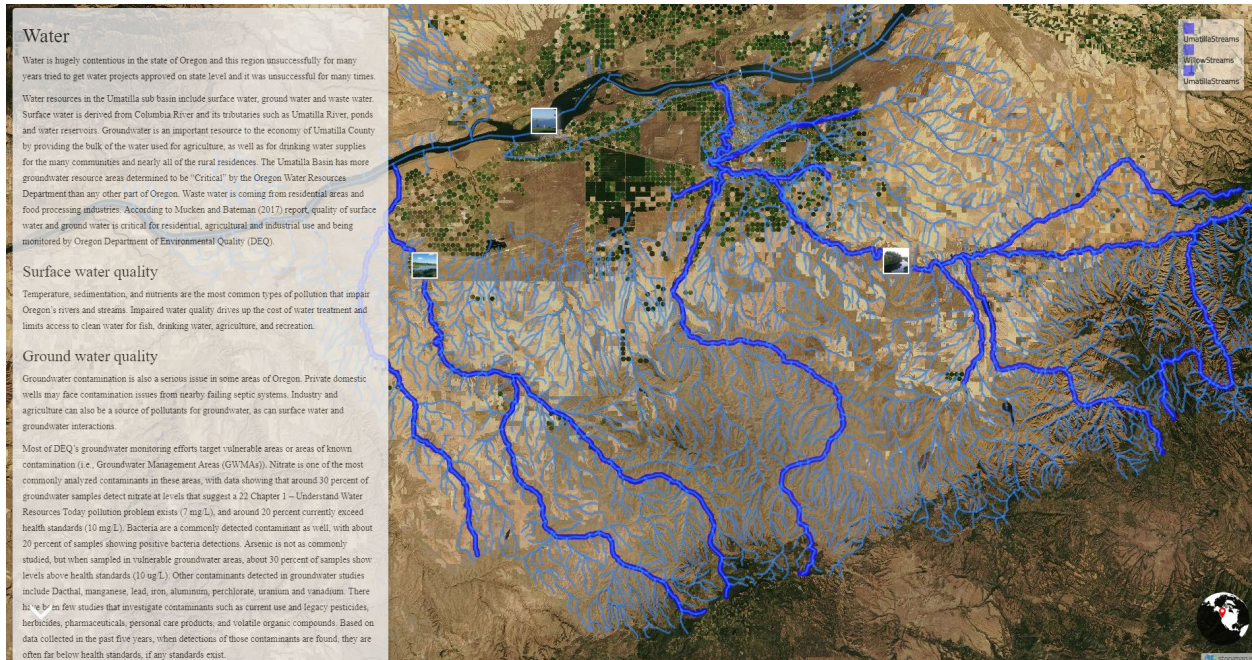 Water
Water is hugely contentious in the state of Oregon and this region unsuccessfully for many
years tried to get water projects approved on state level and it was unsuccessful for many times.
Water resources in the Umatilla sub basin include surface water, ground water and waste water.
Surface water is derived from Columbia River and its tributaries such as Umatilla River, ponds
and water reservoirs. Groundwater is an important resource to the economy of Umatilla County
by providing the bulk of the water used for agriculture, as well as for drinking water supplies
for the many communities and nearly all of the rural residences. The Umatilla Basin has more
groundwater resource areas determined to be “Critical” by the Oregon Water Resources
Department than any other part of Oregon. Waste water is coming from residential areas and
food processing industries. According to Mucken and Bateman (2017) report, quality of surface
water and ground water is critical for residential, agricultural and industrial use and being
monitored by Oregon Department of Environmental Quality (DEQ).
Surface water quality
Temperature, sedimentation, and nutrients are the most common types of pollution that impair
Oregon’s rivers and streams. Impaired water quality drives up the cost of water treatment and
limits access to clean water for fish, drinking water, agriculture, and recreation.
Ground water quality
Groundwater contamination is also a serious issue in some areas of Oregon. Private domestic
wells may face contamination issues from nearby failing septic systems. Industry and
agriculture can also be a source of pollutants for groundwater, as can surface water and
groundwater interactions.
Most of DEQ’s groundwater monitoring efforts target vulnerable areas or areas of known
contamination (i.e., Groundwater Management Areas (GWMAs)). Nitrate is one of the most
commonly analyzed contaminants in these areas, with data showing that around 30 percent of
groundwater samples detect nitrate at levels that suggest a 22 Chapter 1 – Understand Water
Resources Today pollution problem exists (7 mg/L), and around 20 percent currently exceed
health standards (10 mg/L). Bacteria are a commonly detected contaminant as well, with about
20 percent of samples showing positive bacteria detections. Arsenic is not as commonly
studied, but when sampled in vulnerable groundwater areas, about 30 percent of samples show
levels above health standards (10 ug/L). Other contaminants detected in groundwater studies
include Dacthal, manganese, lead, iron, aluminum, perchlorate, uranium and vanadium. There
have been few studies that investigate contaminants such as current use and legacy pesticides,
herbicides, pharmaceuticals, personal care products, and volatile organic compounds. Based on
data collected in the past five years, when detections of those contaminants are found, they are
often far below health standards, if any standards exist.
UmatillaStreams
WillowStreams
UmatillaStreams